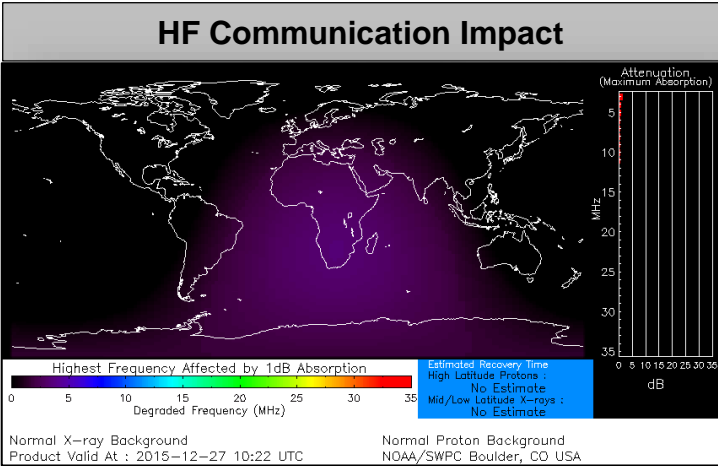 HF Communication Impact
Attenuation
(Maximum Absorption)
5
10
15
20
25
30
35
MHz
0 5 10 15 20 25 30 35
dB
Highest Frequency Affected by 1dB Absorption
0 5 10 15 20 25 30 35
Degraded Frequency (MHz)
Estimated Recovery Time
High Latitude Protons :
No Estimate
Mid/Low Latitude X-rays :
No Estimate
Normal X-ray Background
Normal Proton Background
Product Valid At : 2015-12-27 10:22 UTC
NOAA/SWPC Boulder, CO USA